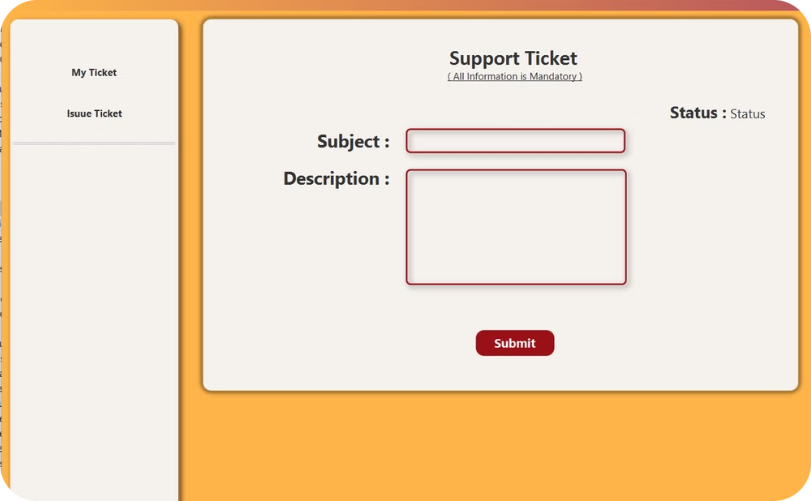 My Ticket
Isuue Ticket
Support Ticket
( All Information is Mandatory )
Status : Status
Subject :
Description :
Submit